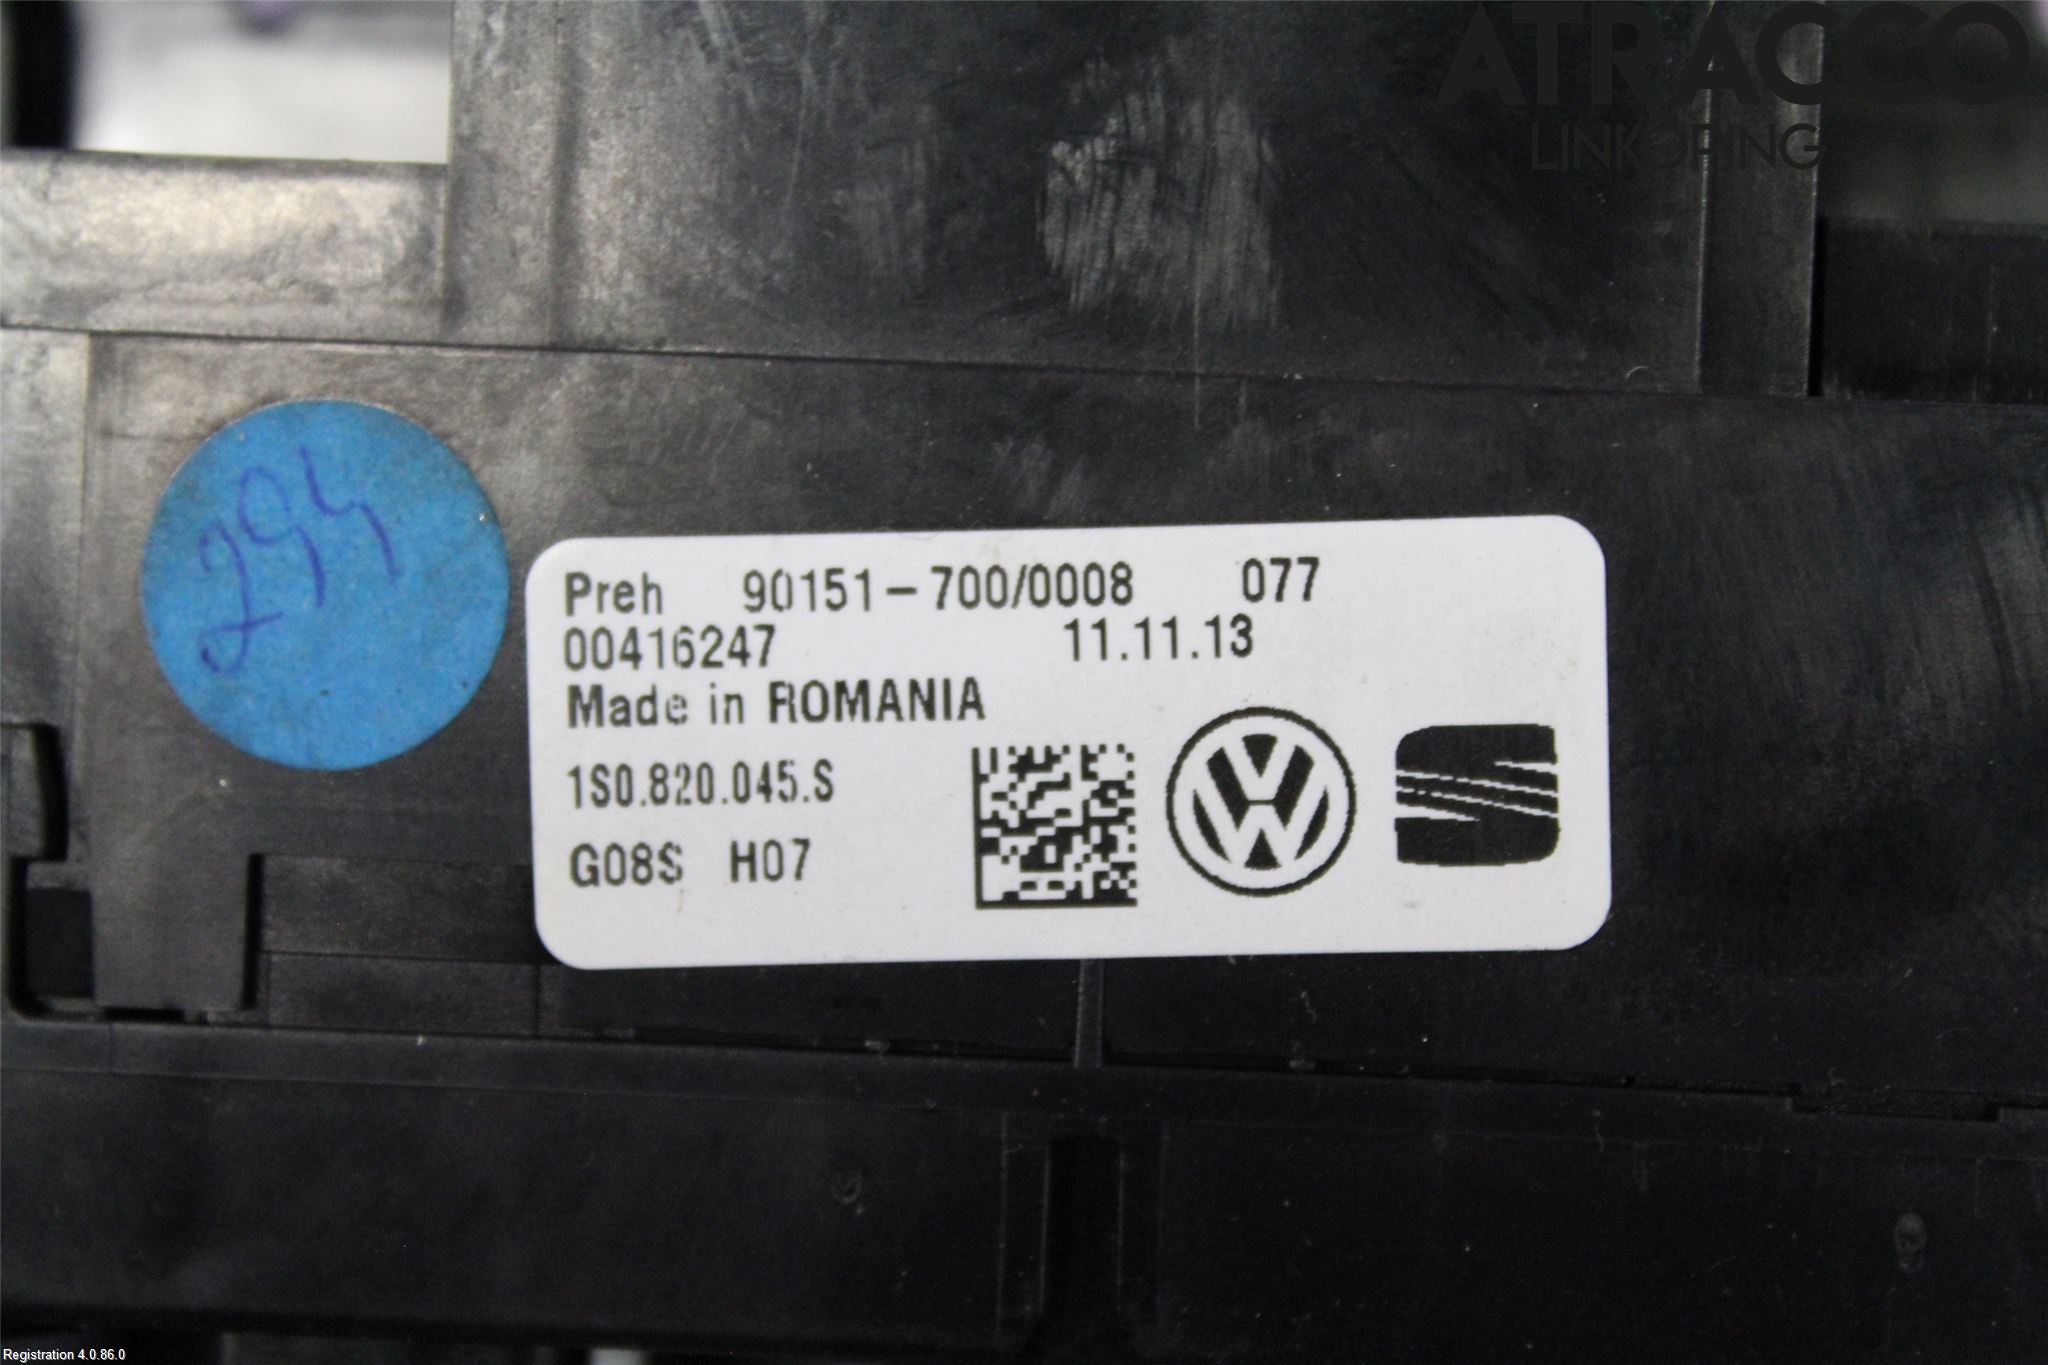 ATRACCO
LINKÖPING
294
Preh 90151-700/0008 077
00416247 11.11.13
Made in ROMANIA
1S0.820.045.S
G08S H07
Registration 4.0.86.0